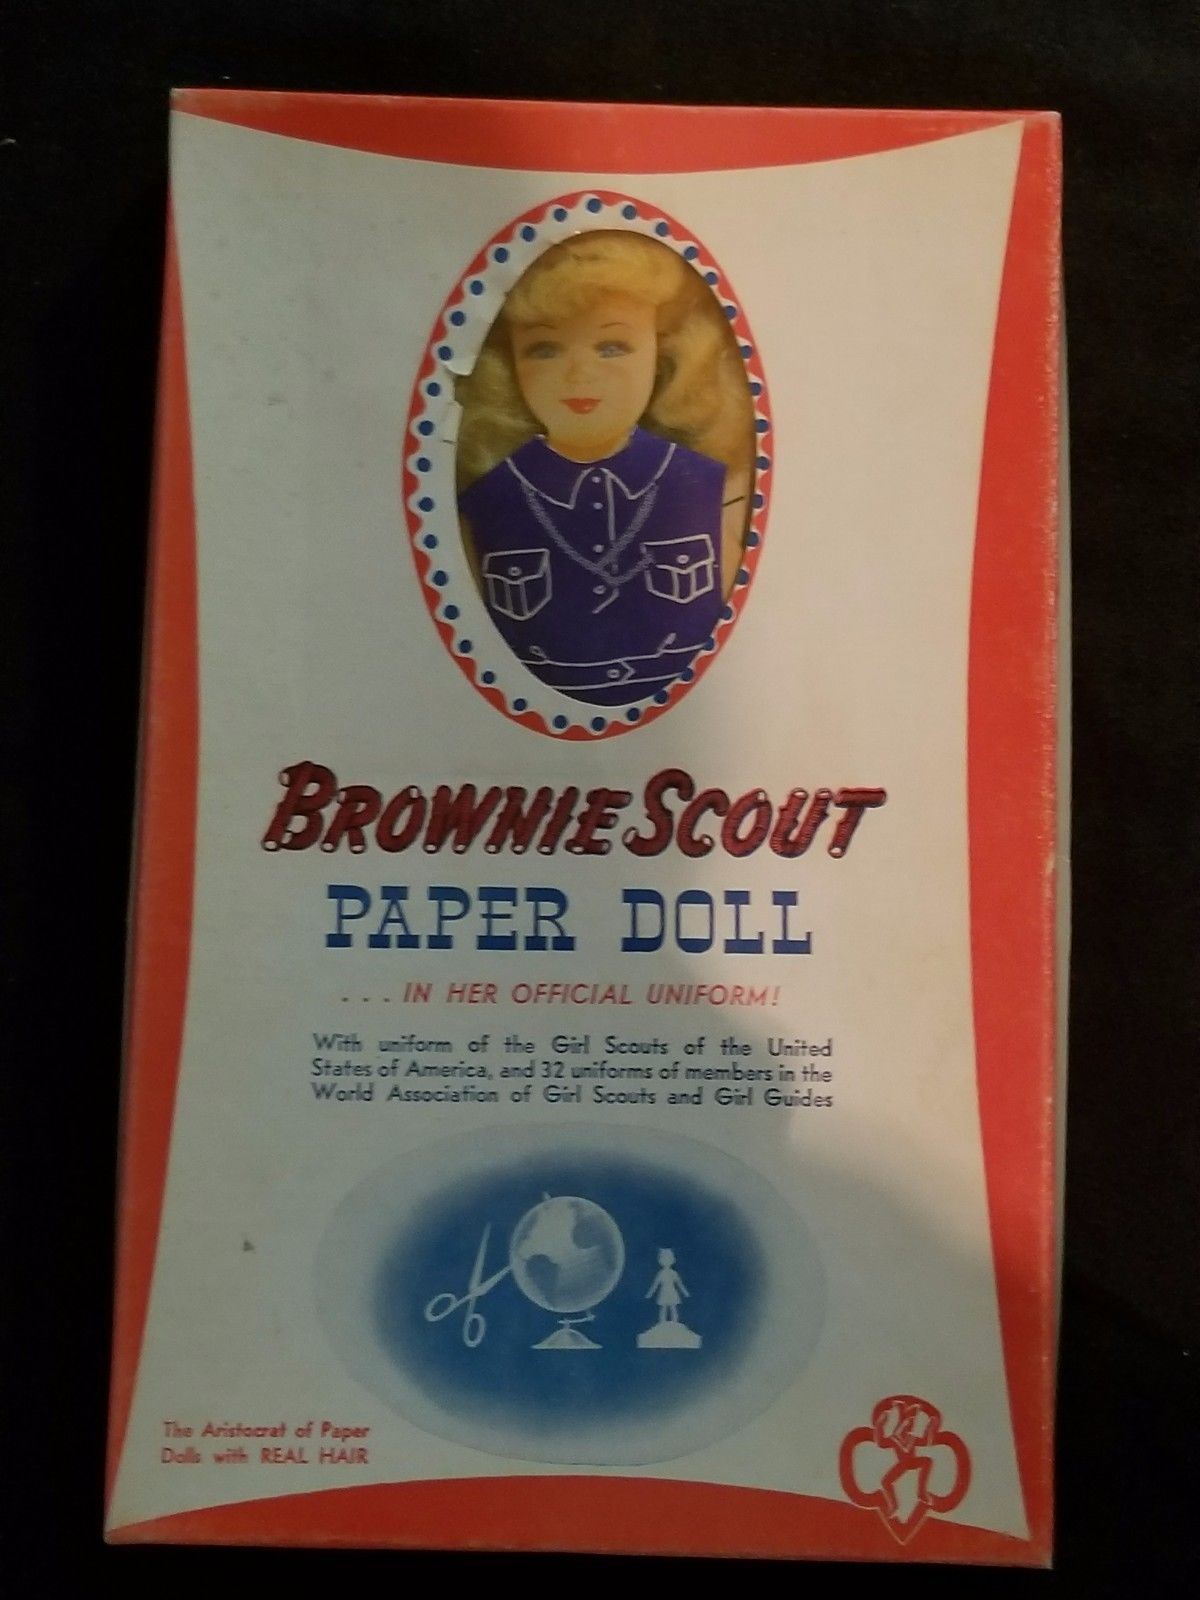 BROWNIE SCOUT
PAPER DOLL
. . . IN HER OFFICIAL UNIFORM!
With uniform of the Girl Scouts of the United
States of America, and 32 uniforms of members in the
World Association of Girl Scouts and Girl Guides
The Aristocrat of Paper
Dolls with REAL HAIR